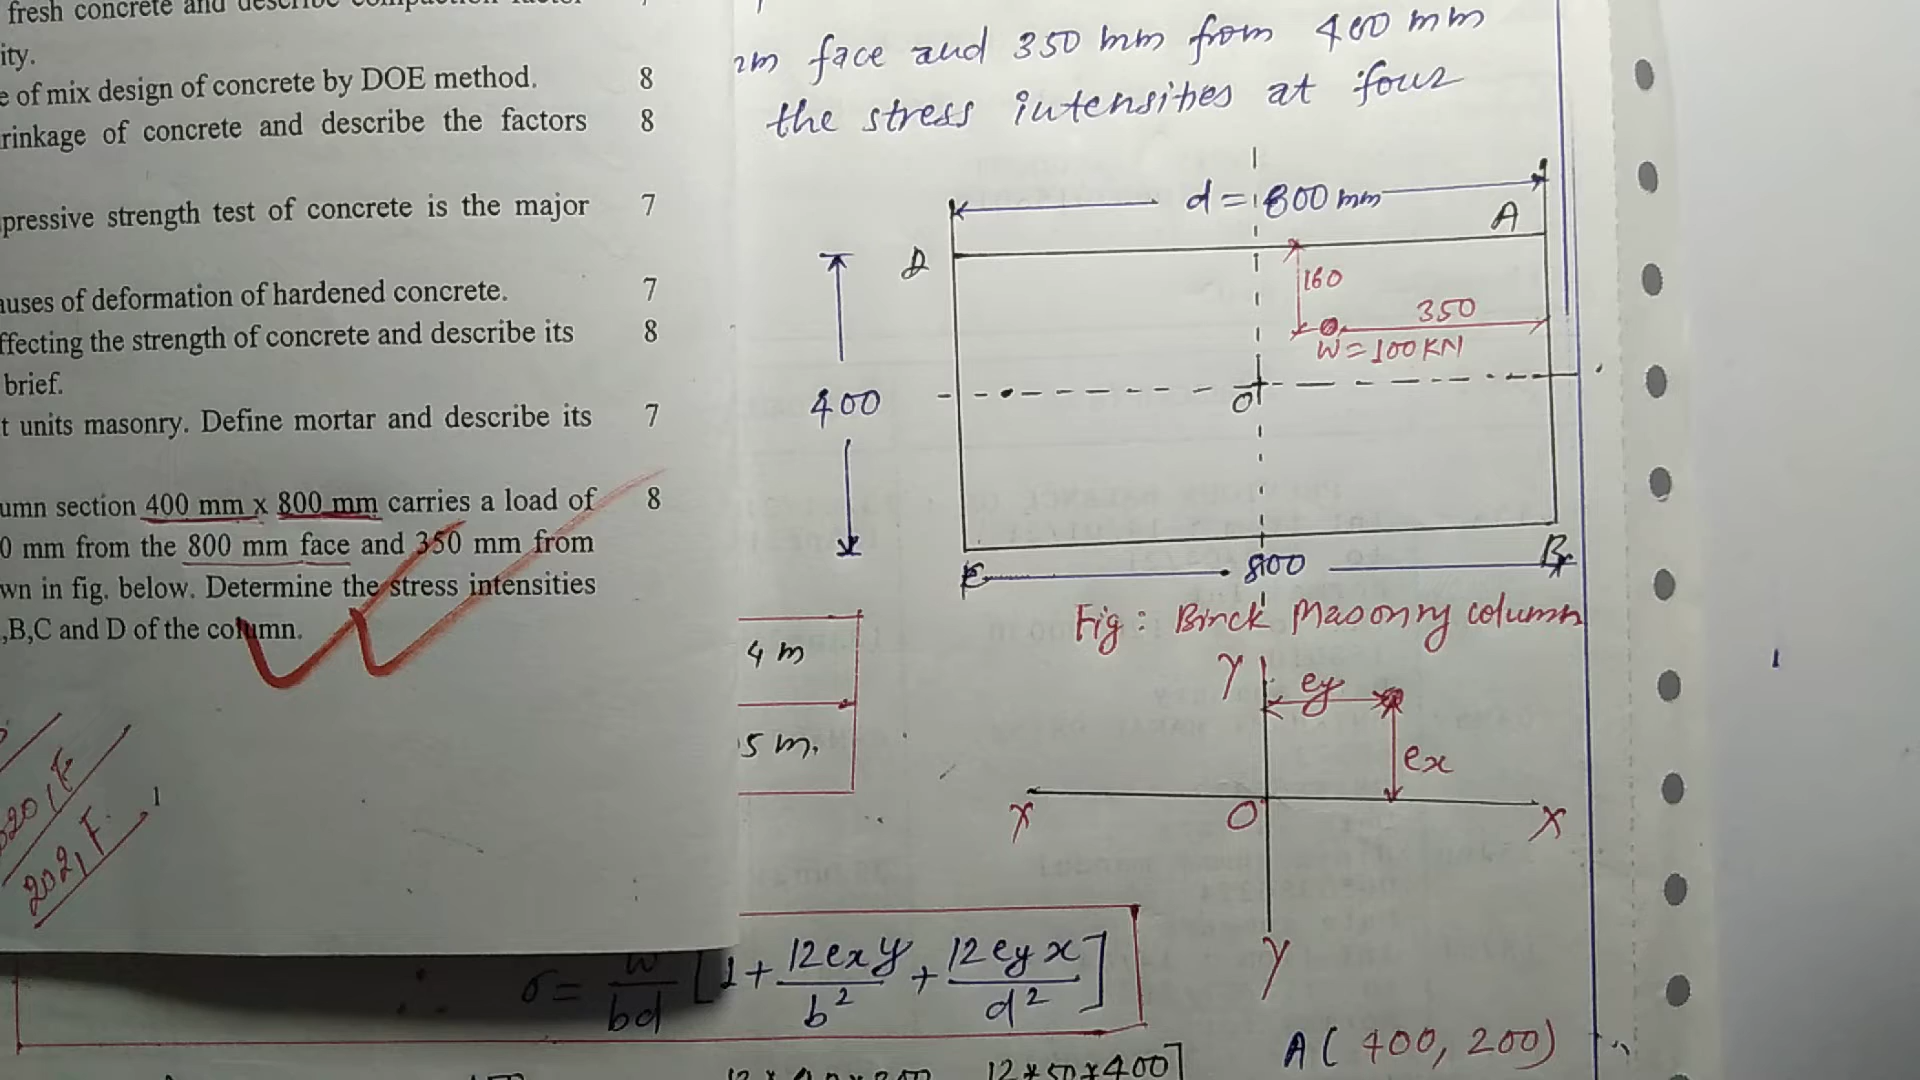 fresh concrete and describe compaction factor
ity.
e of mix design of concrete by DOE method. 8
rinkage of concrete and describe the factors 8
pressive strength test of concrete is the major 7
auses of deformation of hardened concrete. 7
ffecting the strength of concrete and describe its 8
brief.
t units masonry. Define mortar and describe its 7
umn section 400 mm x 800 mm carries a load of 8
0 mm from the 800 mm face and 350 mm from
wn in fig. below. Determine the stress intensities
,B,C and D of the column.
2021 F.
face and 350 mm from 400 mm
the stress intensities at four
d = 800 mm
A
D
160
350
W = 100 KN
400
O
B
800
Fig: Brick Masonry column
4 m
5 m.
Y
ey
ex
X
O
X
Y
σ = W/bd [1 + 12 ex y/b² + 12 ey x/d²]
A ( 400, 200)
12*50*400]